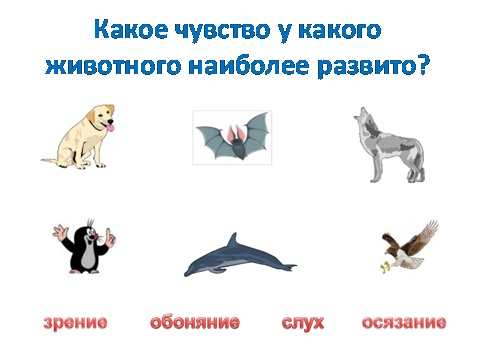 Какое чувство у какого
животного наиболее развито?
зрение обоняние слух осязание